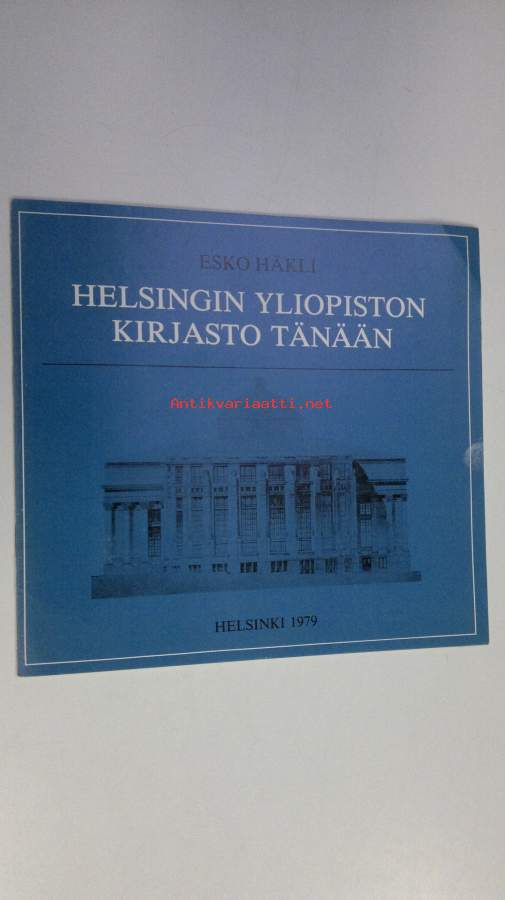 ESKO HÄKLI
HELSINGIN YLIOPISTON
KIRJASTO TÄNÄÄN
Antikvariaatti.net
HELSINKI 1979